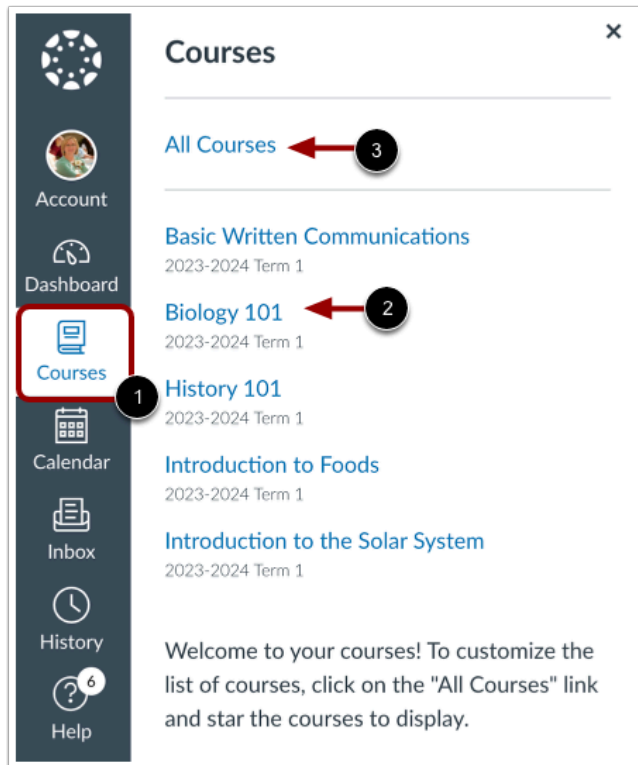 Account
Dashboard
Courses
1
Calendar
Inbox
History
6
Help
×
Courses
All Courses
3
Basic Written Communications
2023-2024 Term 1
Biology 101
2
2023-2024 Term 1
History 101
2023-2024 Term 1
Introduction to Foods
2023-2024 Term 1
Introduction to the Solar System
2023-2024 Term 1
Welcome to your courses! To customize the
list of courses, click on the "All Courses" link
and star the courses to display.